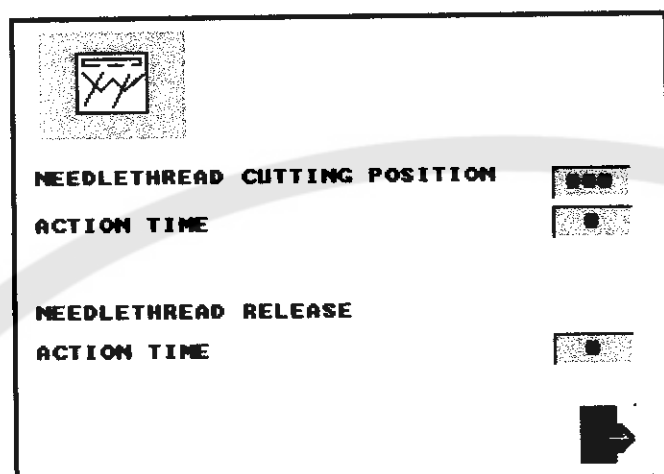 NEEDLETHREAD CUTTING POSITION
ACTION TIME
NEEDLETHREAD RELEASE
ACTION TIME